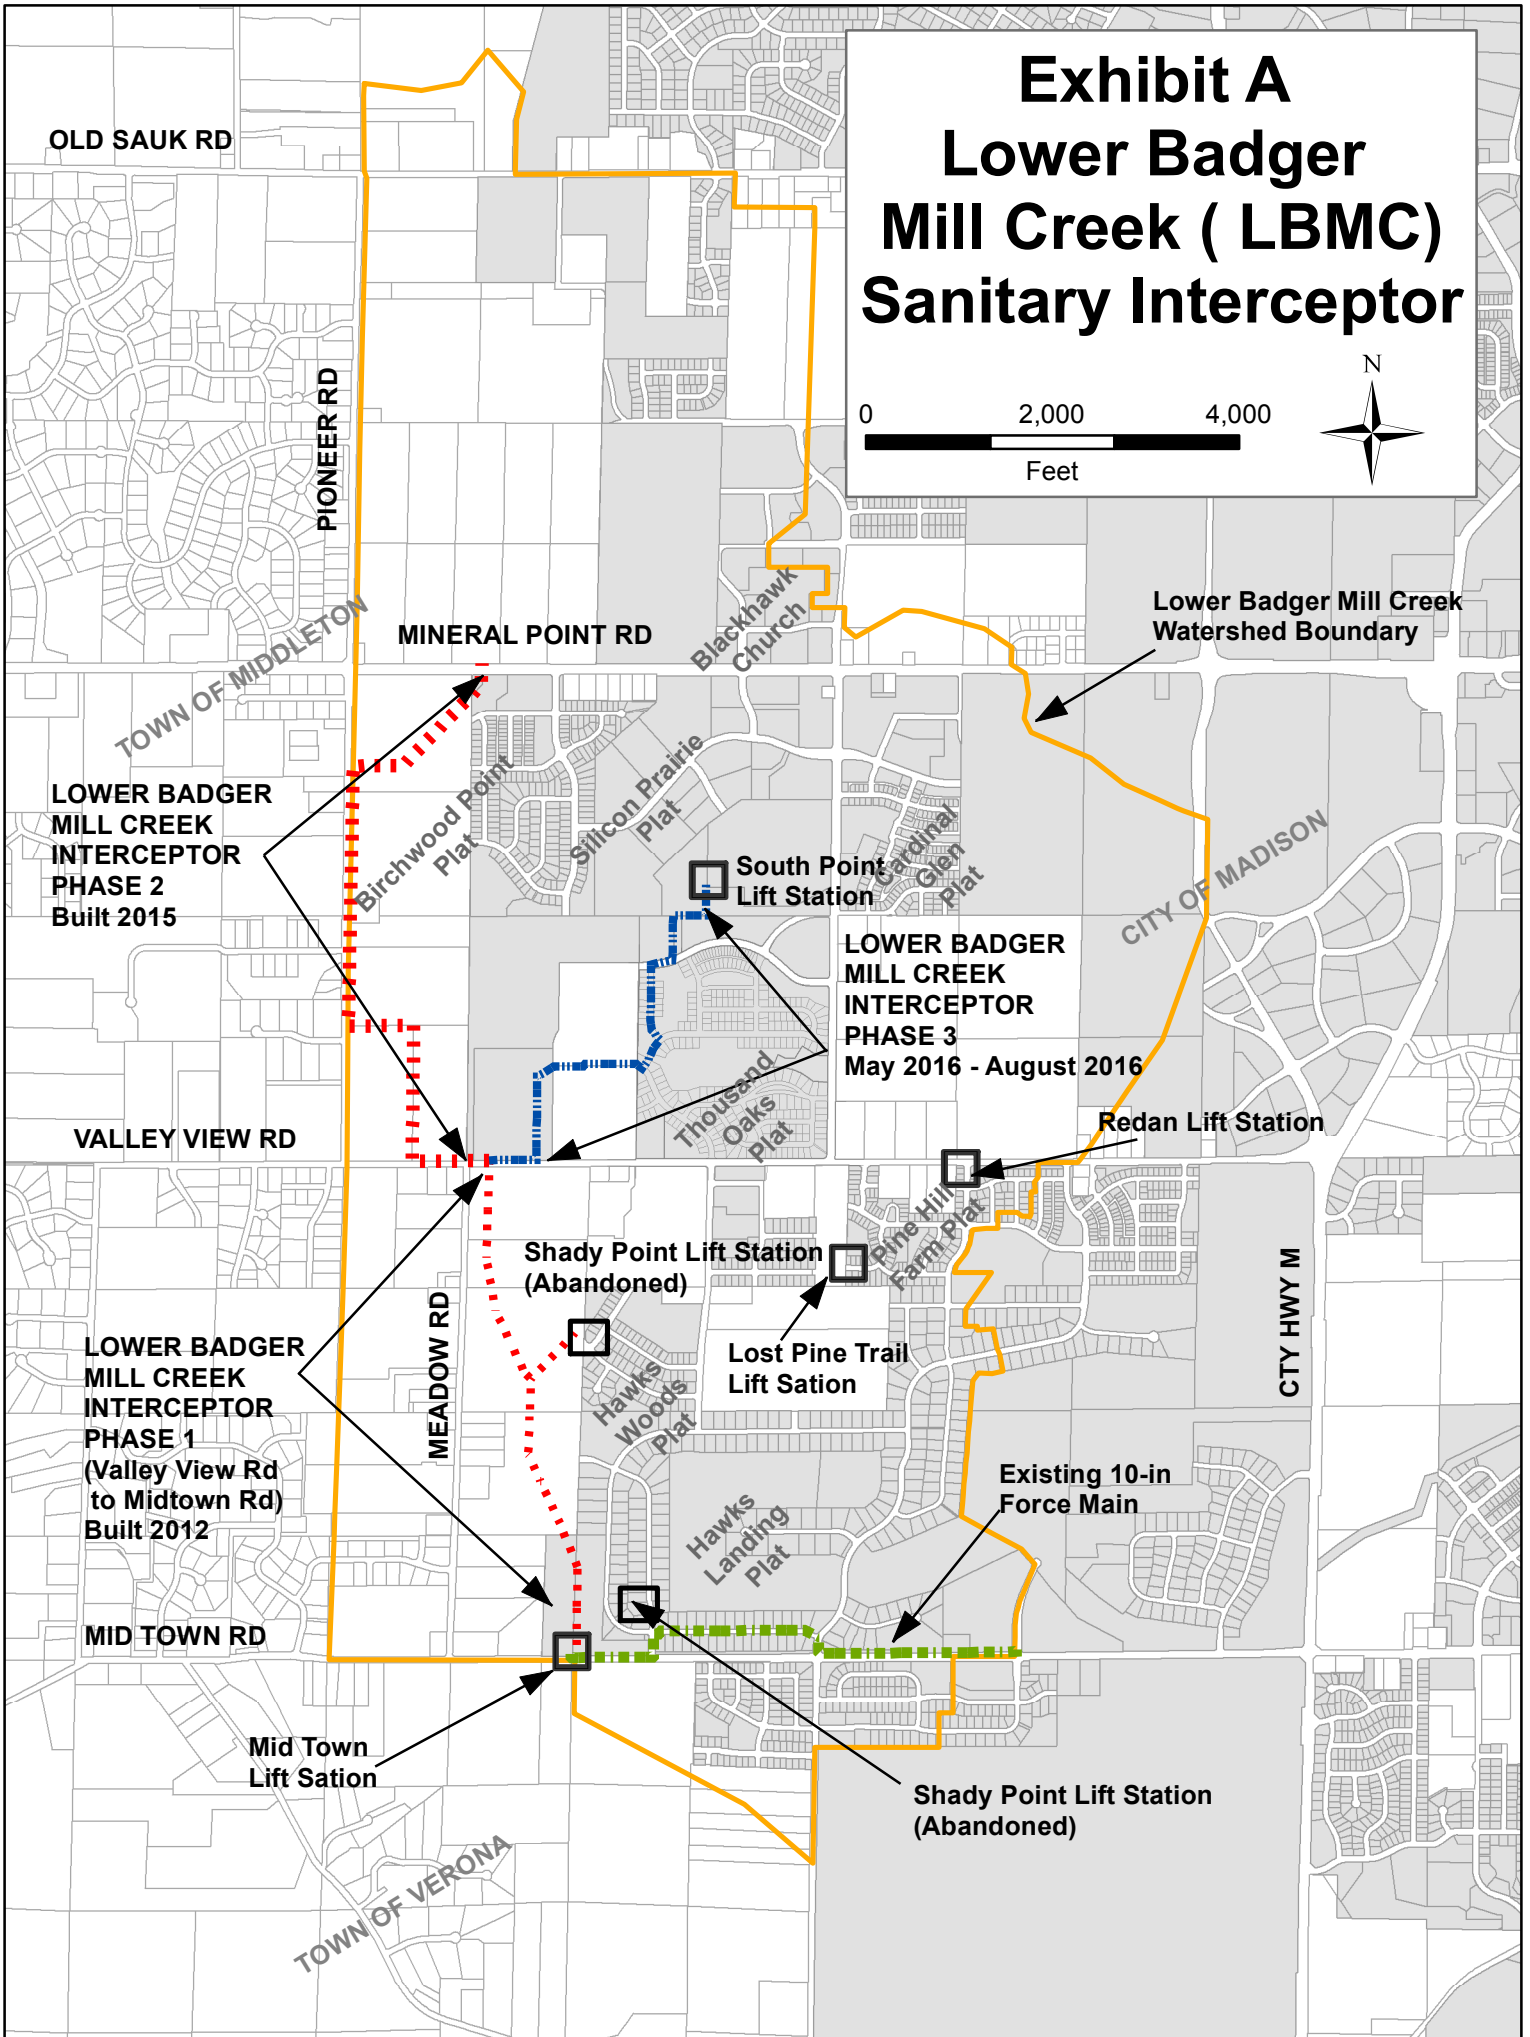 Exhibit A
Lower Badger
Mill Creek ( LBMC)
Sanitary Interceptor
N
0 2,000 4,000
Feet
OLD SAUK RD
PIONEER RD
Blackhawk
Church
Lower Badger Mill Creek
Watershed Boundary
MINERAL POINT RD
TOWN OF MIDDLETON
LOWER BADGER
MILL CREEK
INTERCEPTOR
PHASE 2
Built 2015
Birchwood Point
Plat
Silicon Prairie
Plat
Cardinal
Glen
Plat
South Point
Lift Station
CITY OF MADISON
LOWER BADGER
MILL CREEK
INTERCEPTOR
PHASE 3
May 2016 - August 2016
Thousand
Oaks
Plat
VALLEY VIEW RD
Redan Lift Station
Pine Hill
Farm Plat
Shady Point Lift Station
(Abandoned)
MEADOW RD
CTY HWY M
Lost Pine Trail
Lift Sation
LOWER BADGER
MILL CREEK
INTERCEPTOR
PHASE 1
(Valley View Rd
to Midtown Rd)
Built 2012
Hawks
Woods
Plat
Existing 10-in
Force Main
Hawks
Landing
Plat
MID TOWN RD
Mid Town
Lift Sation
Shady Point Lift Station
(Abandoned)
TOWN OF VERONA